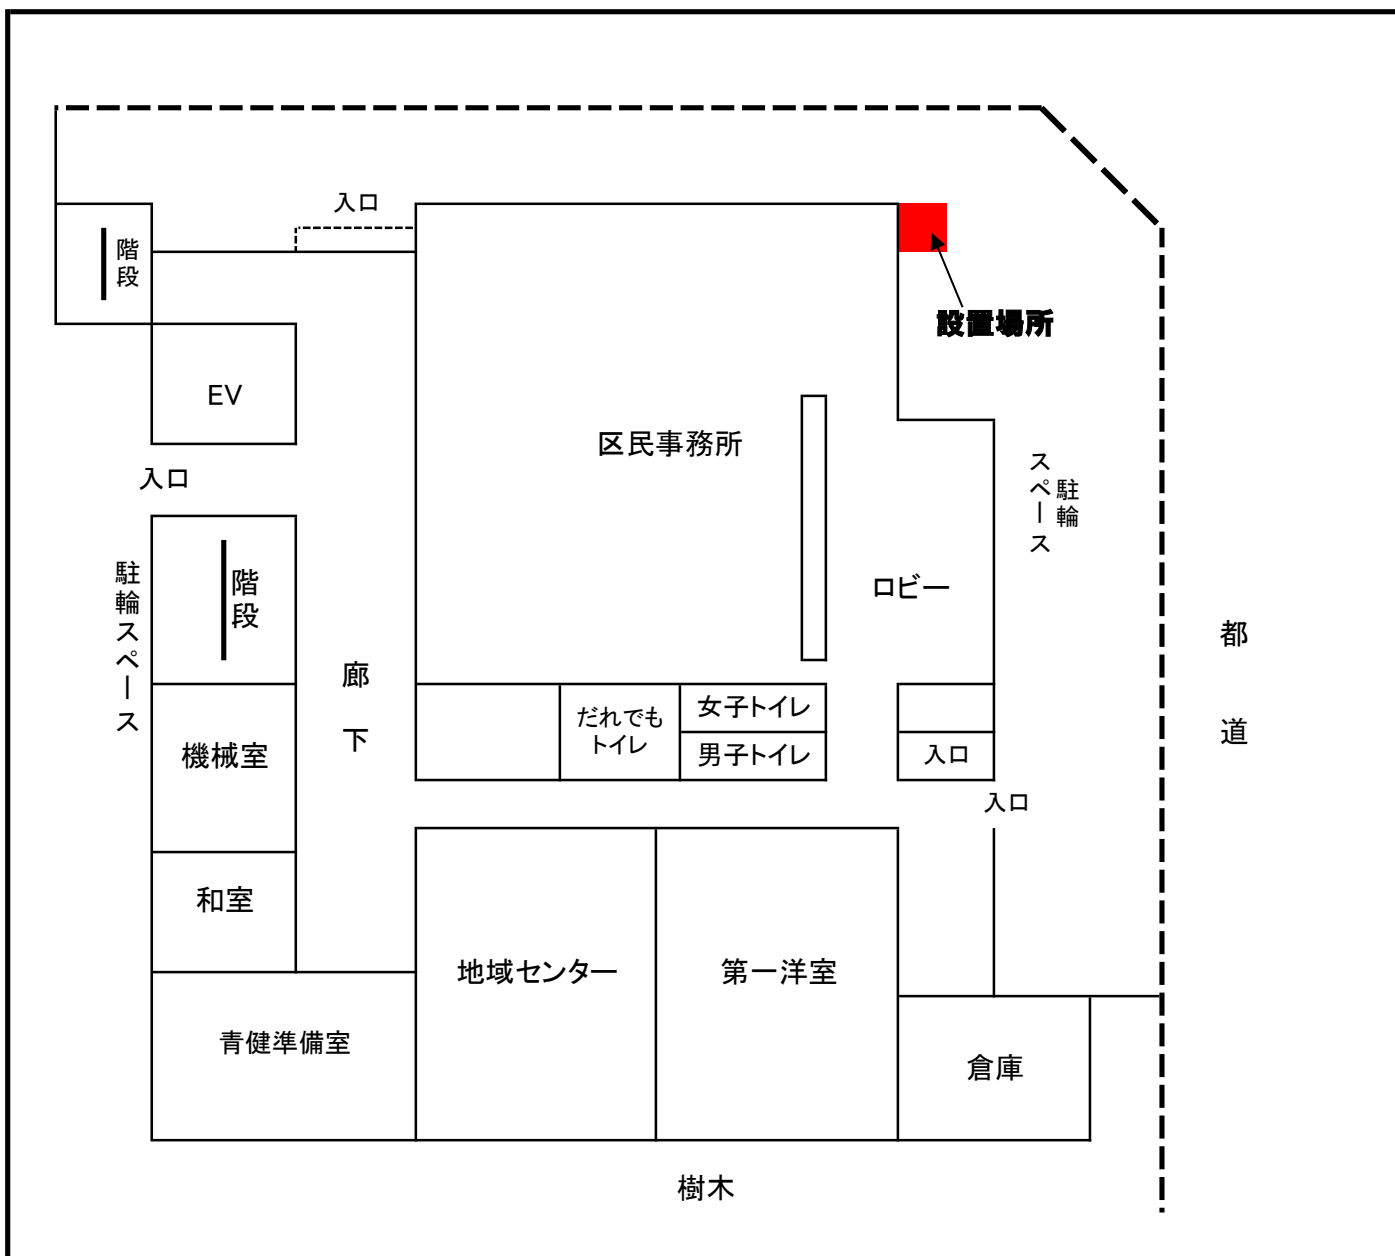 入口
階段
設置場所
EV
区民事務所
入口
駐輪
スペース
階段
駐輪スペース
ロビー
都道
廊下
女子トイレ
だれでも
トイレ
男子トイレ
機械室
入口
入口
和室
地域センター
第一洋室
青健準備室
倉庫
樹木